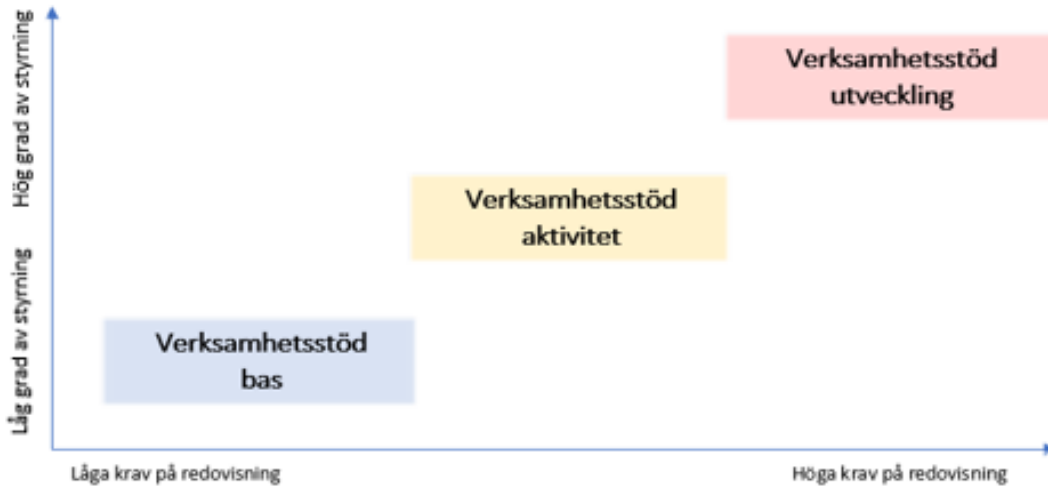 Hög grad av styrning
Låg grad av styrning
Verksamhetsstöd
utveckling
Verksamhetsstöd
aktivitet
Verksamhetsstöd
bas
Låga krav på redovisning
Höga krav på redovisning